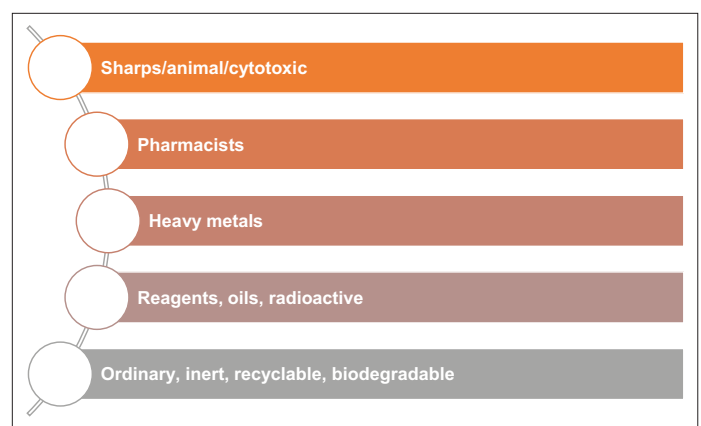 Sharps/animal/cytotoxic
Pharmacists
Heavy metals
Reagents, oils, radioactive
Ordinary, inert, recyclable, biodegradable